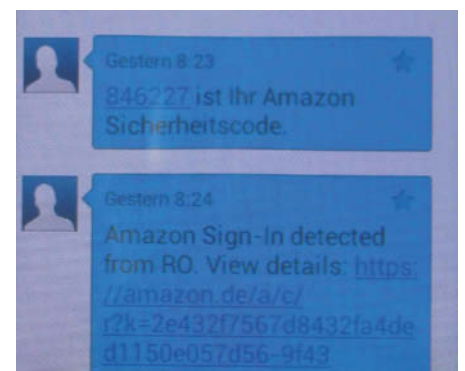 Gestern 8:23
846227 ist Ihr Amazon
Sicherheitscode.
Gestern 8:24
Amazon Sign-In detected
from RO. View details: https:
//amazon.de/a/c/
r?k=2e432f7567d8432fa4de
d1150e057d56-9f43